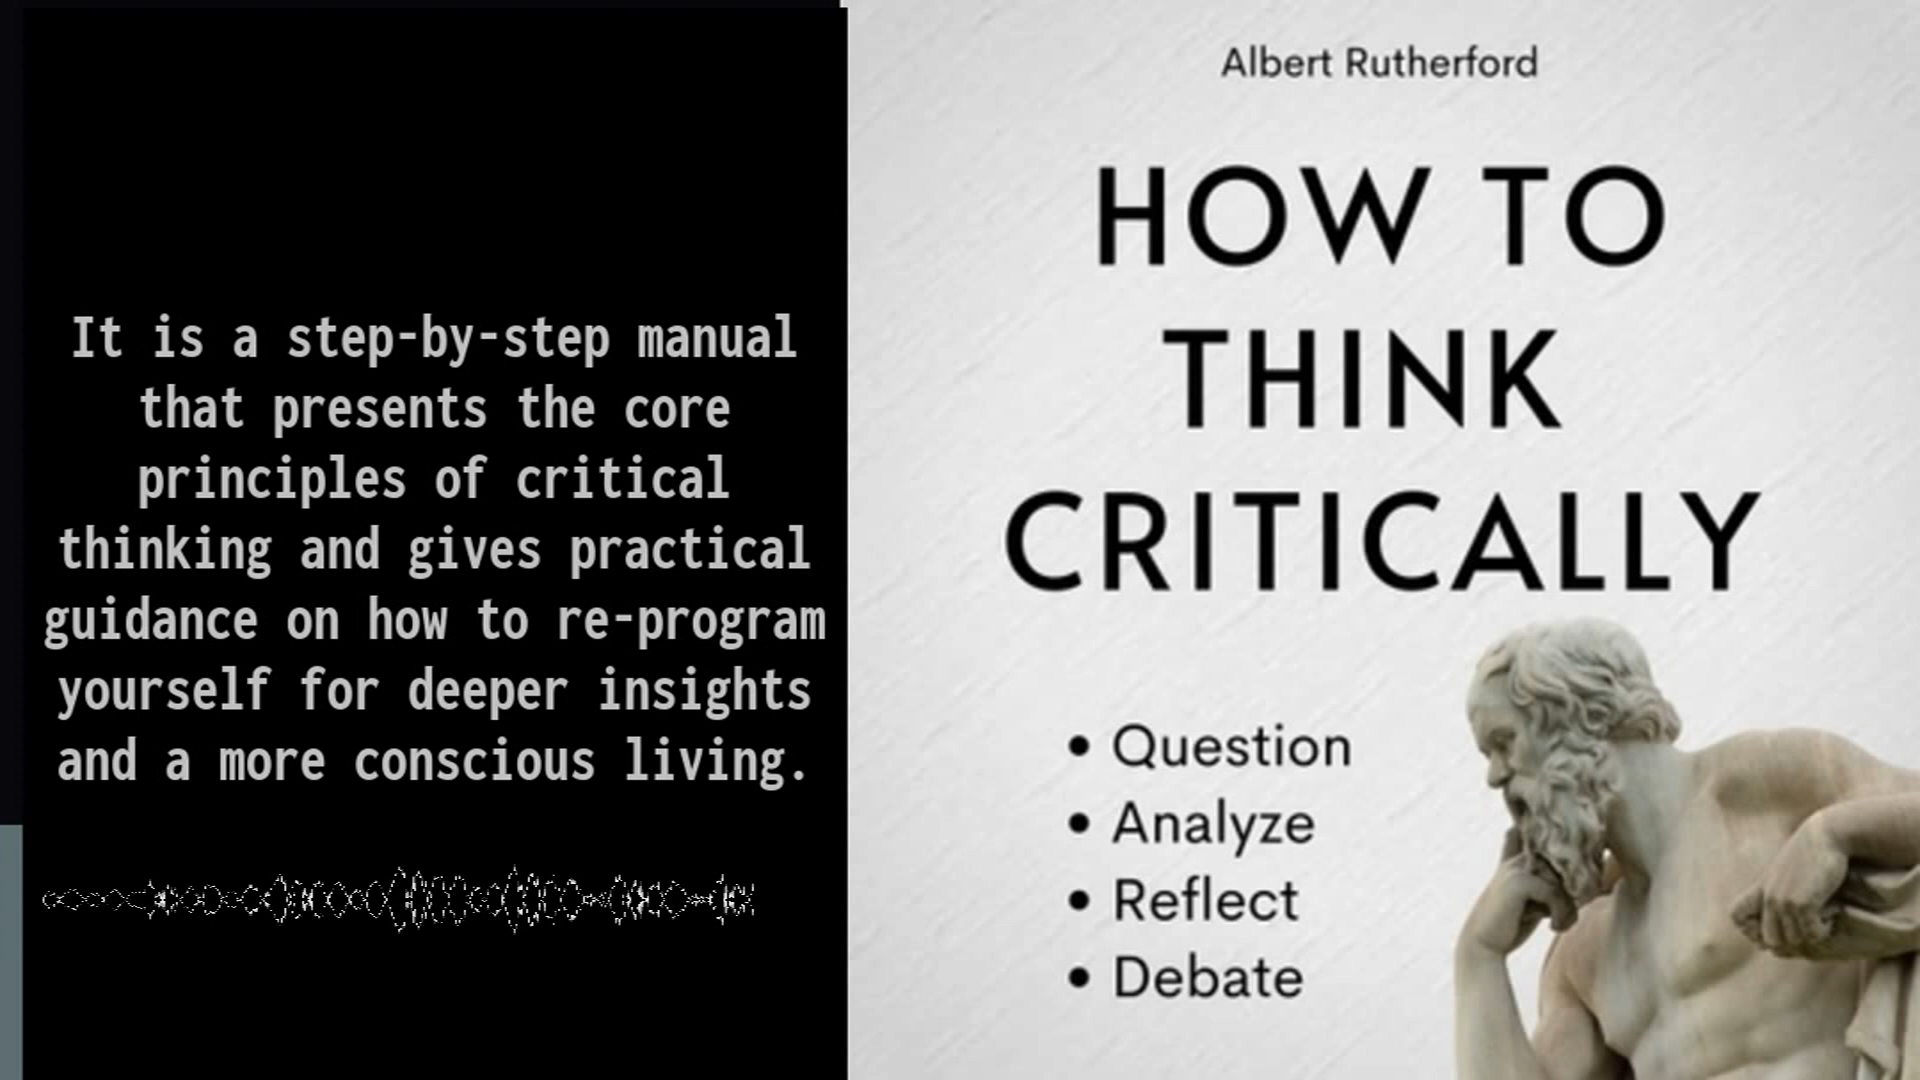 It is a step-by-step manual
that presents the core
principles of critical
thinking and gives practical
guidance on how to re-program
yourself for deeper insights
and a more conscious living.
Albert Rutherford
HOW TO
THINK
CRITICALLY
• Question
• Analyze
• Reflect
• Debate